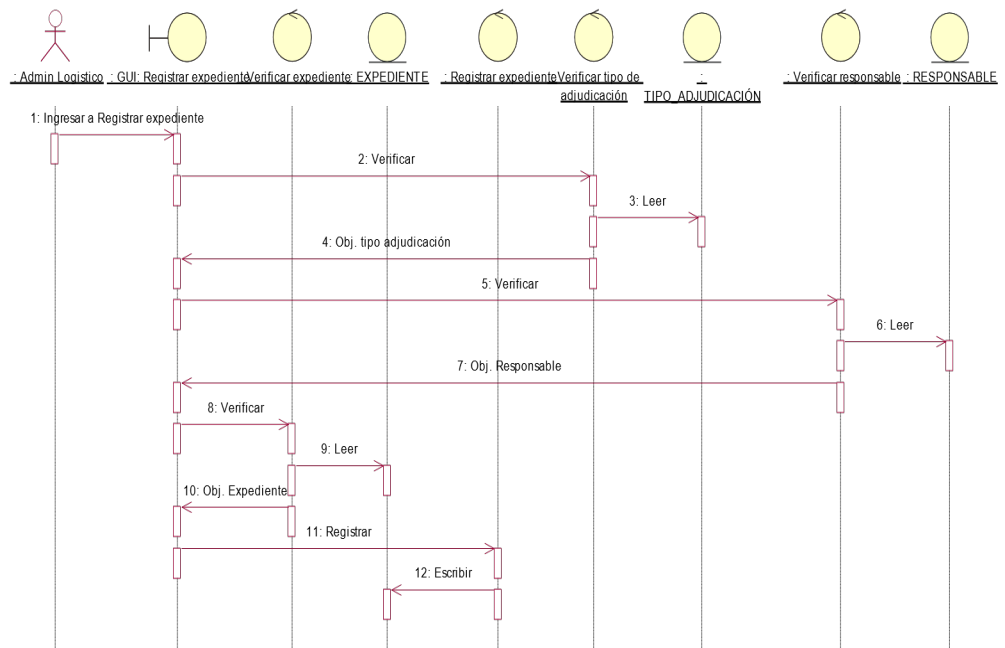 : Admin Logistico
: GUI: Registrar expediente
Verificar expediente
: EXPEDIENTE
: Registrar expediente
Verificar tipo de
adjudicación
:
TIPO_ADJUDICACIÓN
: Verificar responsable
: RESPONSABLE
1: Ingresar a Registrar expediente
2: Verificar
3: Leer
4: Obj. tipo adjudicación
5: Verificar
6: Leer
7: Obj. Responsable
8: Verificar
9: Leer
10: Obj. Expediente
11: Registrar
12: Escribir